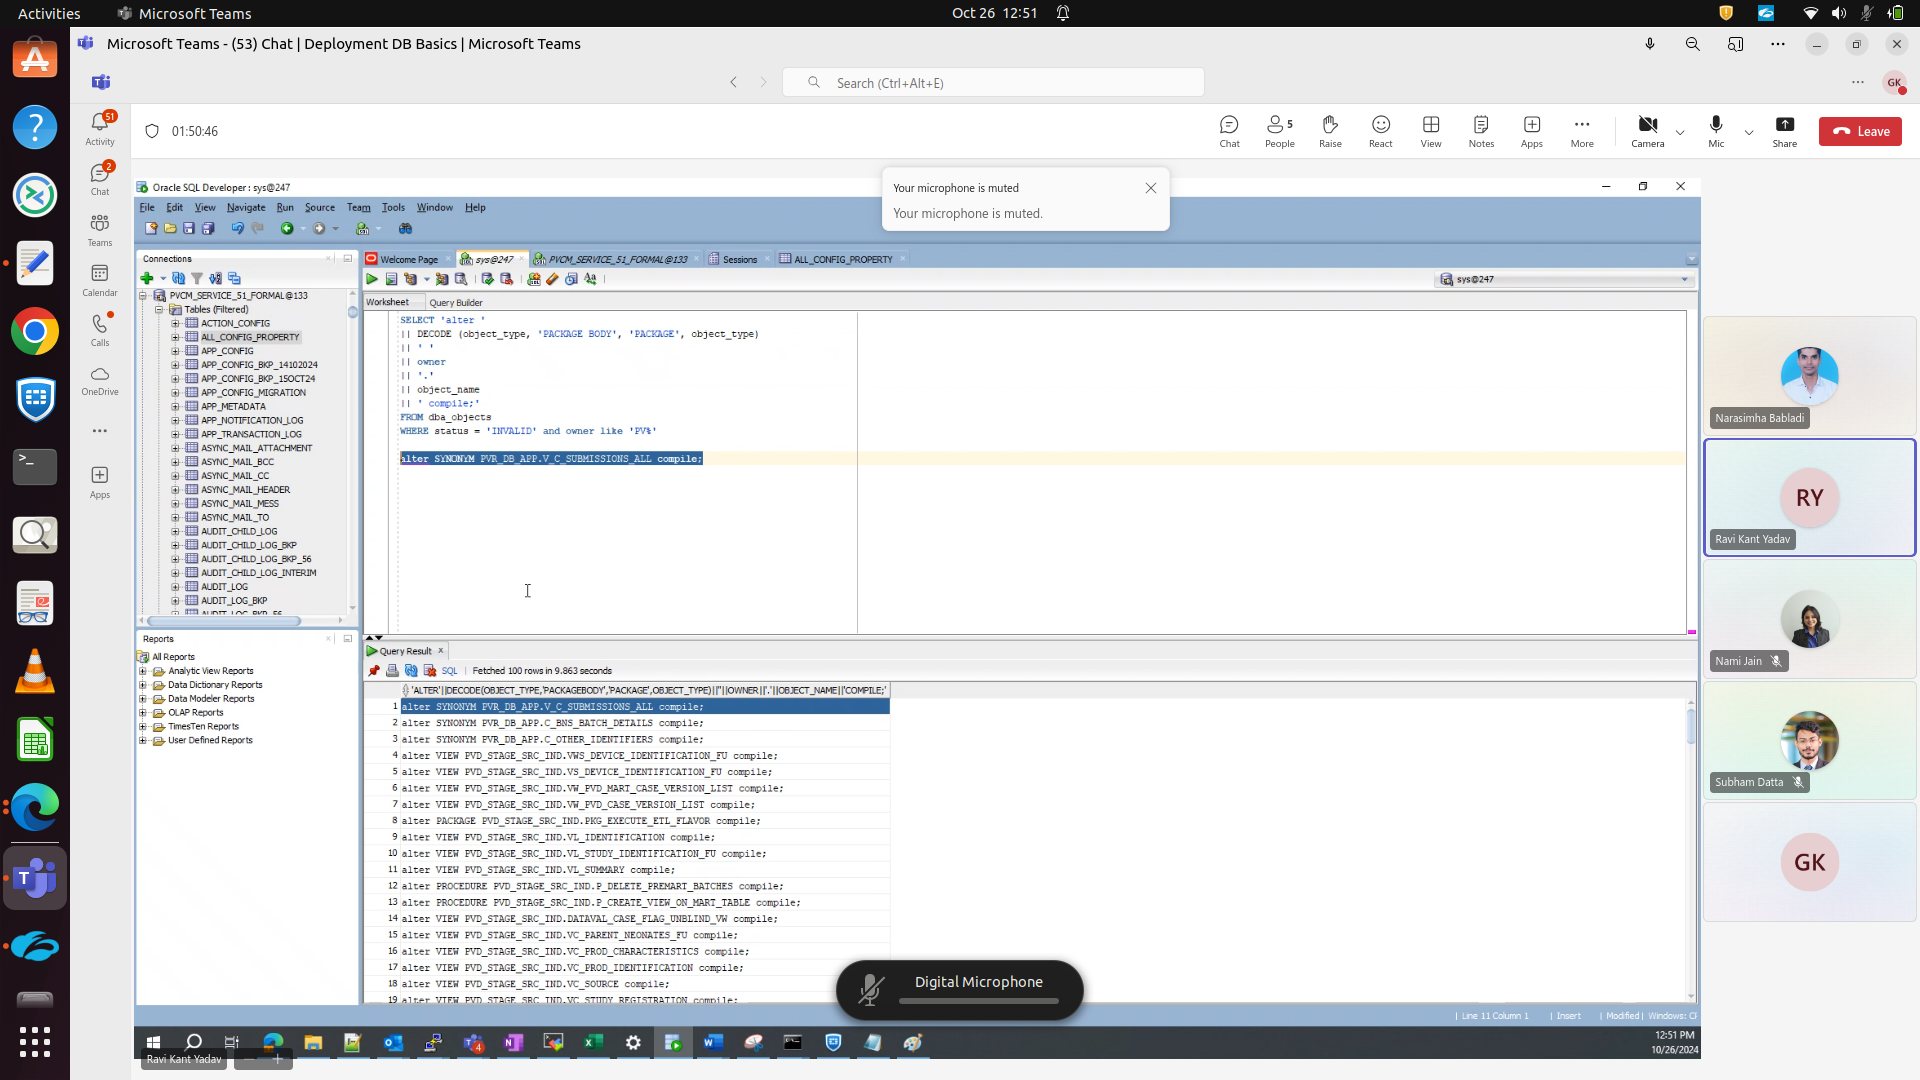 Activities
Microsoft Teams
Oct 26 12:51
Microsoft Teams - (53) Chat | Deployment DB Basics | Microsoft Teams
Search (Ctrl+Alt+E)
GK
51
Activity
2
Chat
Teams
Calendar
Calls
OneDrive
Apps
01:50:46
Chat
5
People
Raise
React
View
Notes
Apps
More
Camera
Mic
Share
Leave
Your microphone is muted
Your microphone is muted.
Oracle SQL Developer : sys@247
File Edit View Navigate Run Source Team Tools Window Help
Connections
PVCM_SERVICE_51_FORMAL@133
Tables (Filtered)
ACTION_CONFIG
ALL_CONFIG_PROPERTY
APP_CONFIG
APP_CONFIG_BKP_14102024
APP_CONFIG_BKP_15OCT24
APP_CONFIG_MIGRATION
APP_METADATA
APP_NOTIFICATION_LOG
APP_TRANSACTION_LOG
ASYNC_MAIL_ATTACHMENT
ASYNC_MAIL_BCC
ASYNC_MAIL_CC
ASYNC_MAIL_HEADER
ASYNC_MAIL_MESS
ASYNC_MAIL_TO
AUDIT_CHILD_LOG
AUDIT_CHILD_LOG_BKP
AUDIT_CHILD_LOG_BKP_56
AUDIT_CHILD_LOG_INTERIM
AUDIT_LOG
AUDIT_LOG_BKP
AUDIT_LOG_BKP_56
Reports
All Reports
Analytic View Reports
Data Dictionary Reports
Data Modeler Reports
OLAP Reports
TimesTen Reports
User Defined Reports
Welcome Page
sys@247
PVCM_SERVICE_51_FORMAL@133
Sessions
ALL_CONFIG_PROPERTY
sys@247
Worksheet
Query Builder
SELECT 'alter '
|| DECODE (object_type, 'PACKAGE BODY', 'PACKAGE', object_type)
|| ' '
|| owner
|| '.'
|| object_name
|| ' compile;'
FROM dba_objects
WHERE status = 'INVALID' and owner like 'PV%'
alter SYNONYM PVR_DB_APP.V_C_SUBMISSIONS_ALL compile;
Query Result
SQL | Fetched 100 rows in 9.863 seconds
'ALTER'||DECODE(OBJECT_TYPE,'PACKAGEBODY','PACKAGE',OBJECT_TYPE)||''||OWNER||'.'||OBJECT_NAME||'COMPILE;'
1 alter SYNONYM PVR_DB_APP.V_C_SUBMISSIONS_ALL compile;
2 alter SYNONYM PVR_DB_APP.C_BNS_BATCH_DETAILS compile;
3 alter SYNONYM PVR_DB_APP.C_OTHER_IDENTIFIERS compile;
4 alter VIEW PVD_STAGE_SRC_IND.VWS_DEVICE_IDENTIFICATION_FU compile;
5 alter VIEW PVD_STAGE_SRC_IND.VS_DEVICE_IDENTIFICATION_FU compile;
6 alter VIEW PVD_STAGE_SRC_IND.VW_PVD_MART_CASE_VERSION_LIST compile;
7 alter VIEW PVD_STAGE_SRC_IND.VW_PVD_CASE_VERSION_LIST compile;
8 alter PACKAGE PVD_STAGE_SRC_IND.PKG_EXECUTE_ETL_FLAVOR compile;
9 alter VIEW PVD_STAGE_SRC_IND.VL_IDENTIFICATION compile;
10 alter VIEW PVD_STAGE_SRC_IND.VL_STUDY_IDENTIFICATION_FU compile;
11 alter VIEW PVD_STAGE_SRC_IND.VL_SUMMARY compile;
12 alter PROCEDURE PVD_STAGE_SRC_IND.P_DELETE_PREMART_BATCHES compile;
13 alter PROCEDURE PVD_STAGE_SRC_IND.P_CREATE_VIEW_ON_MART_TABLE compile;
14 alter VIEW PVD_STAGE_SRC_IND.DATAVAL_CASE_FLAG_UNBLIND_VW compile;
15 alter VIEW PVD_STAGE_SRC_IND.VC_PARENT_NEONATES_FU compile;
16 alter VIEW PVD_STAGE_SRC_IND.VC_PROD_CHARACTERISTICS compile;
17 alter VIEW PVD_STAGE_SRC_IND.VC_PROD_IDENTIFICATION compile;
18 alter VIEW PVD_STAGE_SRC_IND.VC_SOURCE compile;
19 alter VIEW PVD_STAGE_SRC_IND.VC_STUDY_REGISTRATION compile;
Digital Microphone
| Line 11 Column 1 | Insert | Modified | Windows: CF
12:51 PM
10/26/2024
Ravi Kant Yadav
4
Narasimha Babladi
RY
Ravi Kant Yadav
Nami Jain
Subham Datta
GK